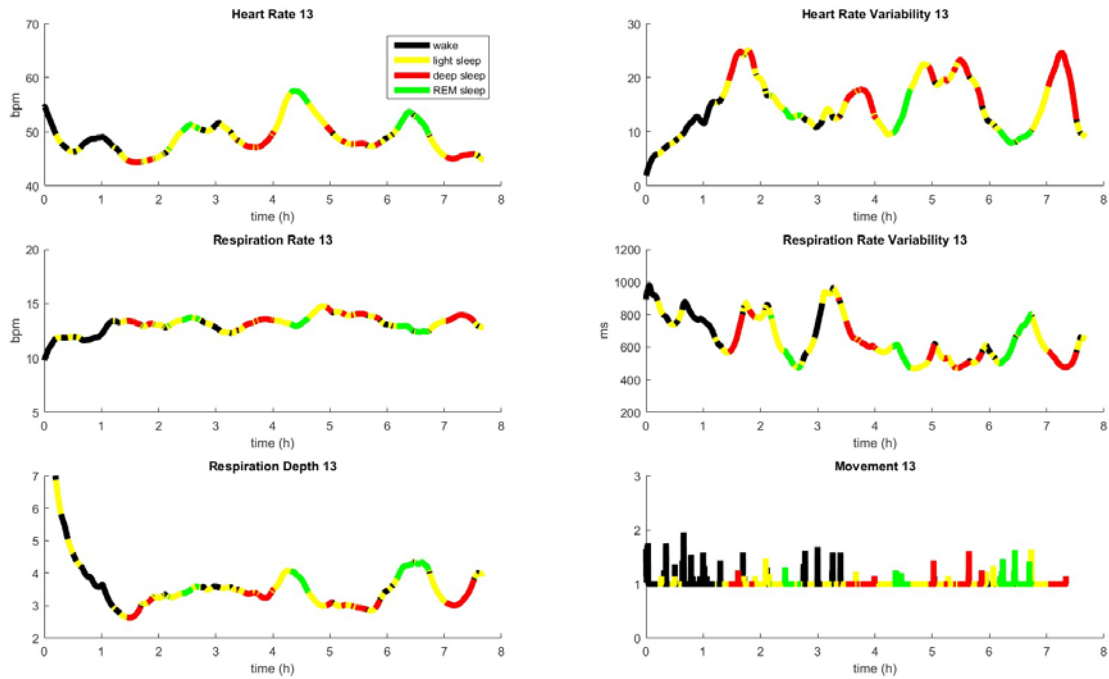 Heart Rate 13
70
60
50
40
bpm
wake
light sleep
deep sleep
REM sleep
0 1 2 3 4 5 6 7 8
time (h)
Heart Rate Variability 13
30
20
10
0
0 1 2 3 4 5 6 7 8
time (h)
Respiration Rate 13
20
15
10
5
bpm
0 1 2 3 4 5 6 7 8
time (h)
Respiration Rate Variability 13
1200
1000
800
600
400
200
ms
0 1 2 3 4 5 6 7 8
time (h)
Respiration Depth 13
7
6
5
4
3
2
0 1 2 3 4 5 6 7 8
time (h)
Movement 13
3
2
1
0
0 1 2 3 4 5 6 7 8
time (h)